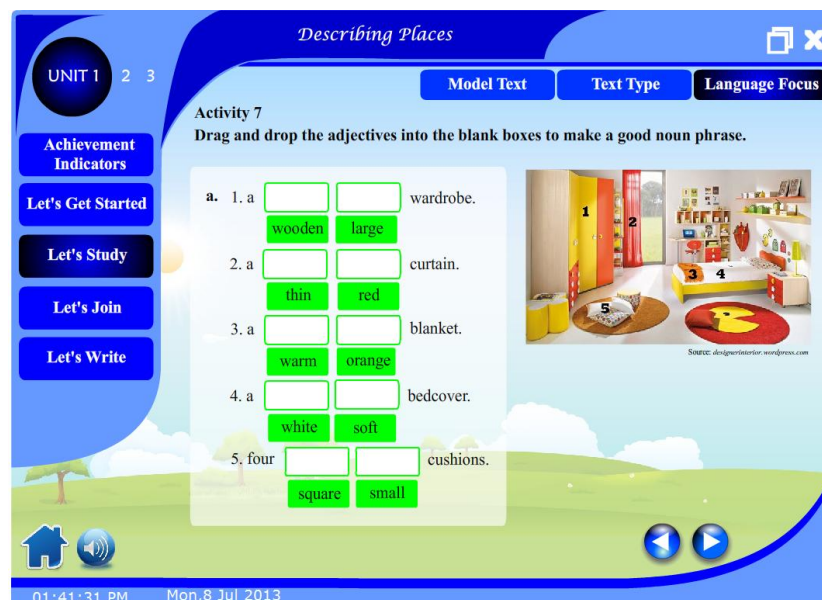 Describing Places
UNIT 1 2 3
Model Text
Text Type
Language Focus
Achievement
Indicators
Let's Get Started
Let's Study
Let's Join
Let's Write
Activity 7
Drag and drop the adjectives into the blank boxes to make a good noun phrase.
a. 1. a wardrobe.
wooden large
2. a curtain.
thin red
3. a blanket.
warm orange
4. a bedcover.
white soft
5. four cushions.
square small
1
2
3 4
5
Source: designerinterior.wordpress.com
01:41:31 PM Mon,8 Jul 2013